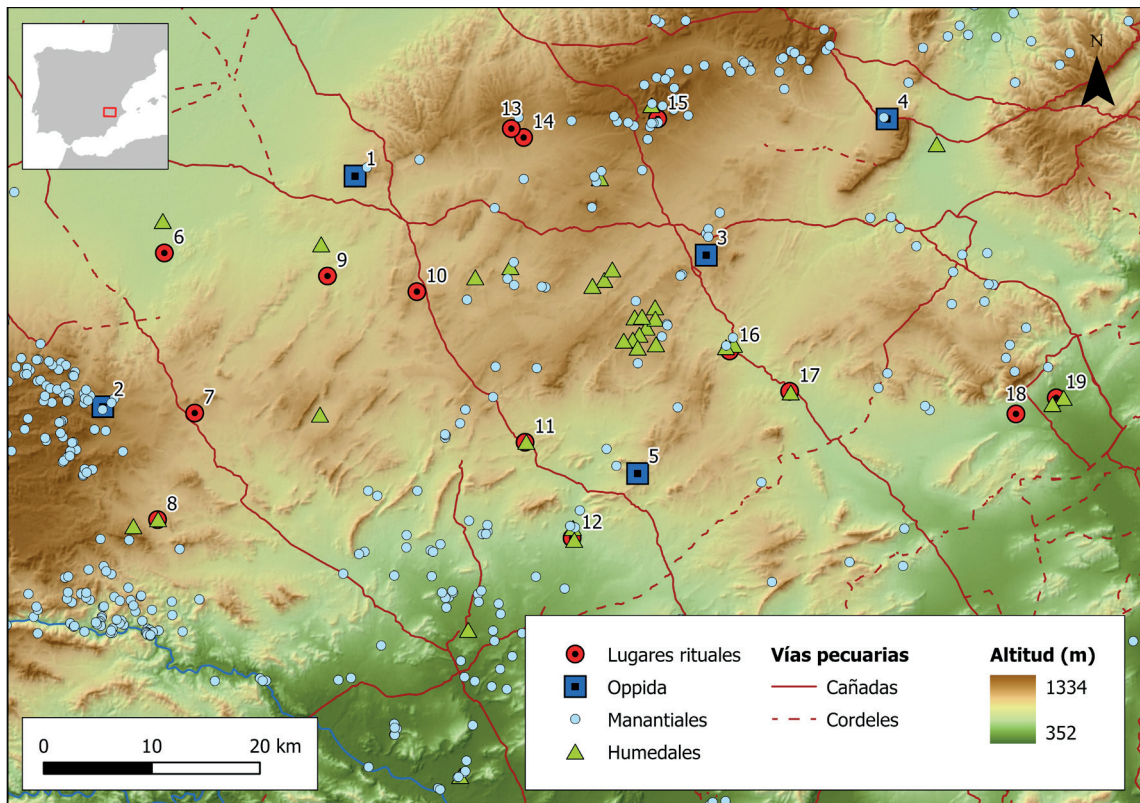 N
13
14
15
4
1
3
6
9
10
16
17
2
7
18
19
11
5
8
12
Lugares rituales
Oppida
Manantiales
Humedales
Vías pecuarias
Cañadas
Cordeles
Altitud (m)
1334
352
0 10 20 km